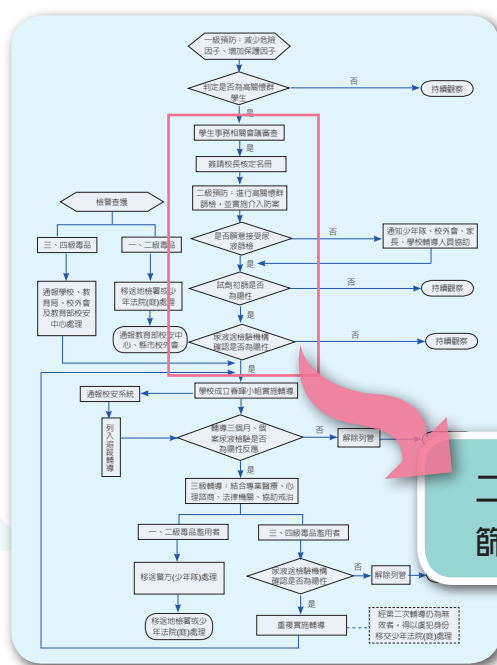 一級預防：減少危險
因子、增加保護因子
是
判定是否為高關懷群
學生
否
持續觀察
是
學生事務相關會議審查
是
簽請校長核定名冊
二級預防：進行高關懷群
篩檢，並實施介入防案
檢警查獲
三、四級毒品
一、二級毒品
是否願意接受尿
液篩檢
否
通知少年隊、校外會、家
長、學校輔導人員協助
是
通報學校、教
育局、校外會
及教育部校安
中心處理
移送地檢署或少
年法院(庭)處理
試劑初篩是否
為陽性
否
持續觀察
是
通報教育部校安中
心、縣市校外會
尿液送檢驗機構
確認是否為陽性
否
持續觀察
是
通報校安系統
學校成立春暉小組實施輔導
列入追蹤輔導
輔導三個月、個
案尿液檢驗是否
為陽性反應
否
解除列管
是
三級輔導：結合專業醫療、心
理諮商、法律機關、協助戒治
二
篩
一、二級毒品濫用者
三、四級毒品濫用者
移送警方(少年隊)處理
尿液送檢驗機構
確認是否為陽性
否
解除列管
是
移送地檢署或少
年法院(庭)處理
重複實施輔導
經第二次輔導仍為無
效者，得以虞犯身份
移交少年法院(庭)處理